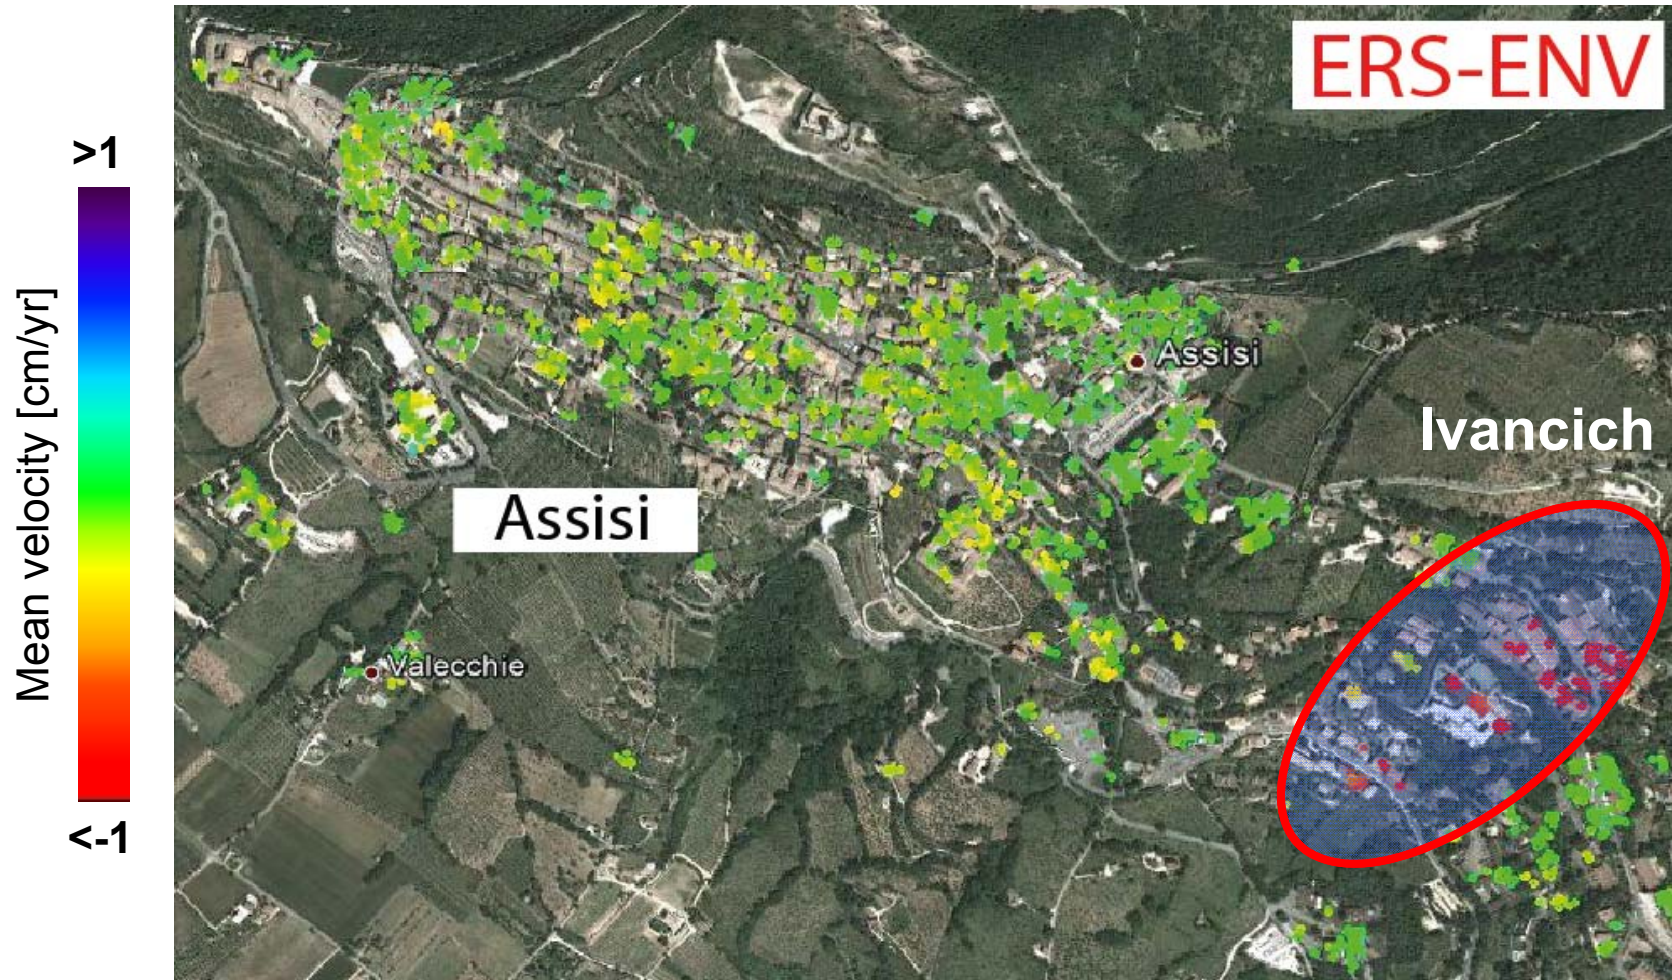 ERS-ENV
>1
Mean velocity [cm/yr]
<-1
Assisi
Ivancich
Assisi
Valecchie